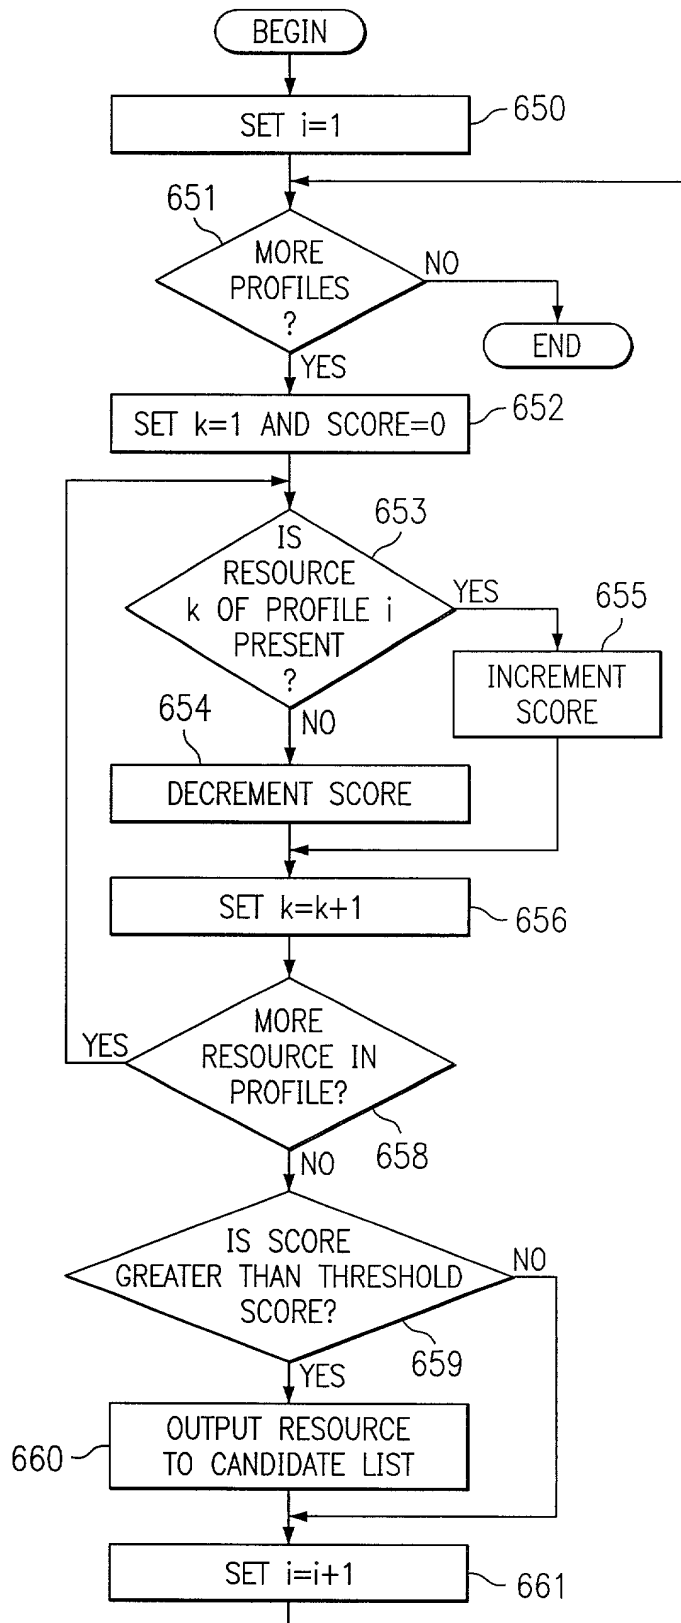 BEGIN
SET i=1
650
651
MORE
PROFILES
?
NO
END
YES
SET k=1 AND SCORE=0
652
653
IS
RESOURCE
k OF PROFILE i
PRESENT
?
YES
655
INCREMENT
SCORE
NO
654
DECREMENT SCORE
SET k=k+1
656
MORE
RESOURCE IN
PROFILE?
YES
658
NO
IS SCORE
GREATER THAN THRESHOLD
SCORE?
NO
659
YES
OUTPUT RESOURCE
TO CANDIDATE LIST
660
SET i=i+1
661